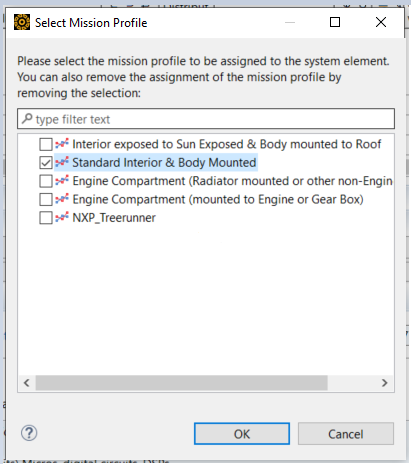 Select Mission Profile
Please select the mission profile to be assigned to the system element.
You can also remove the assignment of the mission profile by
removing the selection:
type filter text
Interior exposed to Sun Exposed & Body mounted to Roof
Standard Interior & Body Mounted
Engine Compartment (Radiator mounted or other non-Engin
Engine Compartment (mounted to Engine or Gear Box)
NXP_Treerunner
?
OK
Cancel